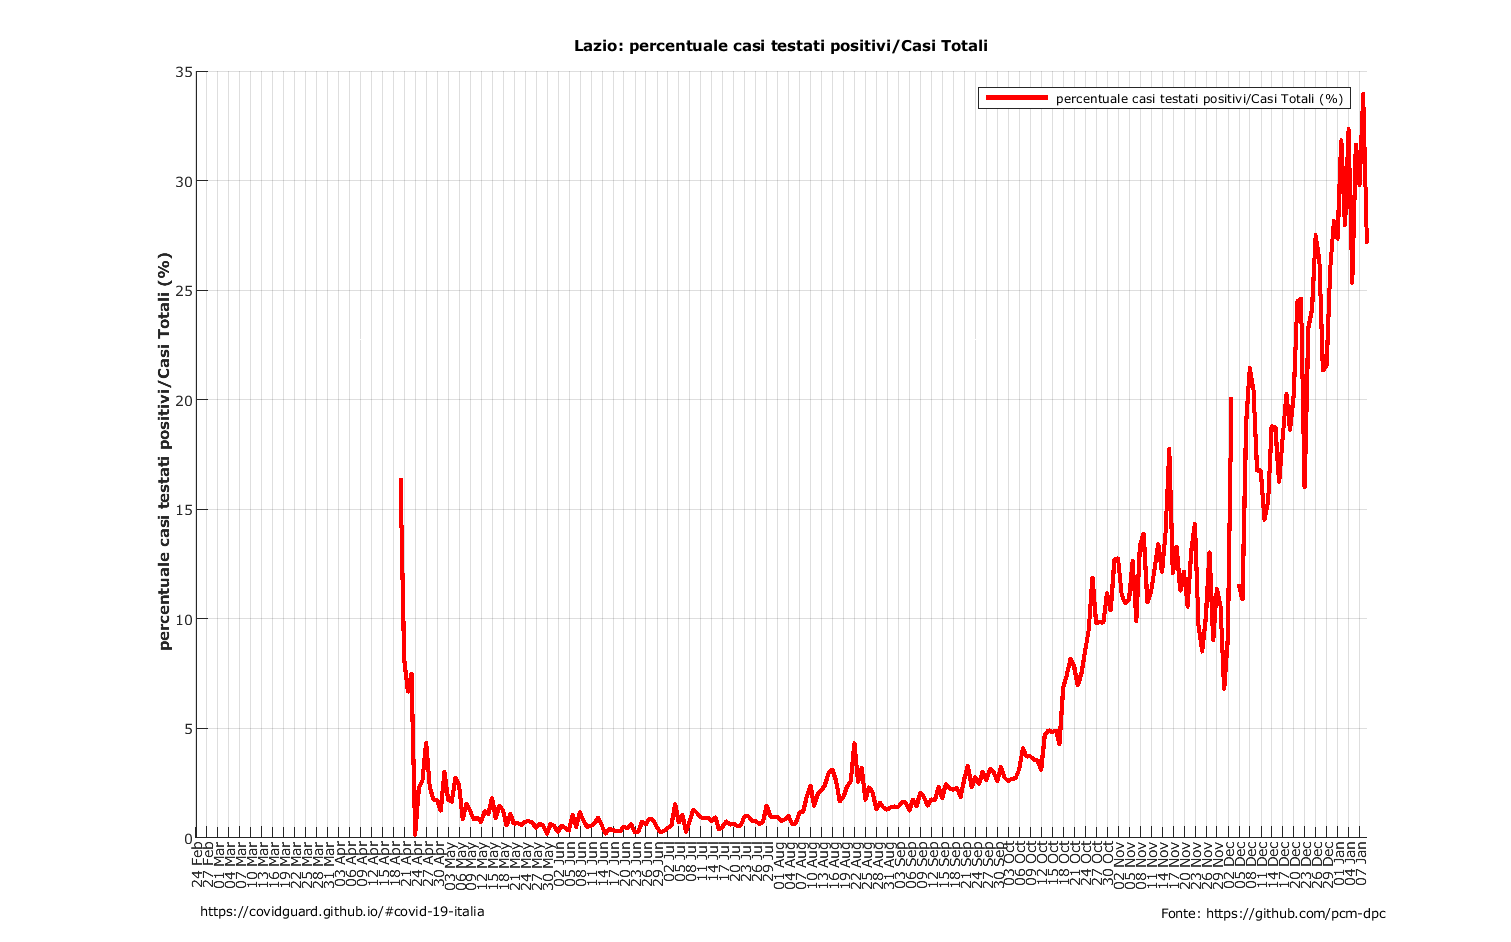 Lazio: percentuale casi testati positivi/Casi Totali
percentuale casi testati positivi/Casi Totali (%)
percentuale casi testati positivi/Casi Totali (%)
35
30
25
20
15
10
5
0
24 Feb
27 Feb
01 Mar
04 Mar
07 Mar
10 Mar
13 Mar
16 Mar
19 Mar
22 Mar
25 Mar
28 Mar
31 Mar
03 Apr
06 Apr
09 Apr
12 Apr
15 Apr
18 Apr
21 Apr
24 Apr
27 Apr
30 Apr
03 May
06 May
09 May
12 May
15 May
18 May
21 May
24 May
27 May
30 May
02 Jun
05 Jun
08 Jun
11 Jun
14 Jun
17 Jun
20 Jun
23 Jun
26 Jun
29 Jun
02 Jul
05 Jul
08 Jul
11 Jul
14 Jul
17 Jul
20 Jul
23 Jul
26 Jul
29 Jul
01 Aug
04 Aug
07 Aug
10 Aug
13 Aug
16 Aug
19 Aug
22 Aug
25 Aug
28 Aug
31 Aug
03 Sep
06 Sep
09 Sep
12 Sep
15 Sep
18 Sep
21 Sep
24 Sep
27 Sep
30 Sep
03 Oct
06 Oct
09 Oct
12 Oct
15 Oct
18 Oct
21 Oct
24 Oct
27 Oct
30 Oct
02 Nov
05 Nov
08 Nov
11 Nov
14 Nov
17 Nov
20 Nov
23 Nov
26 Nov
29 Nov
02 Dec
05 Dec
08 Dec
11 Dec
14 Dec
17 Dec
20 Dec
23 Dec
26 Dec
29 Dec
01 Jan
04 Jan
07 Jan
https://covidguard.github.io/#covid-19-italia
Fonte: https://github.com/pcm-dpc